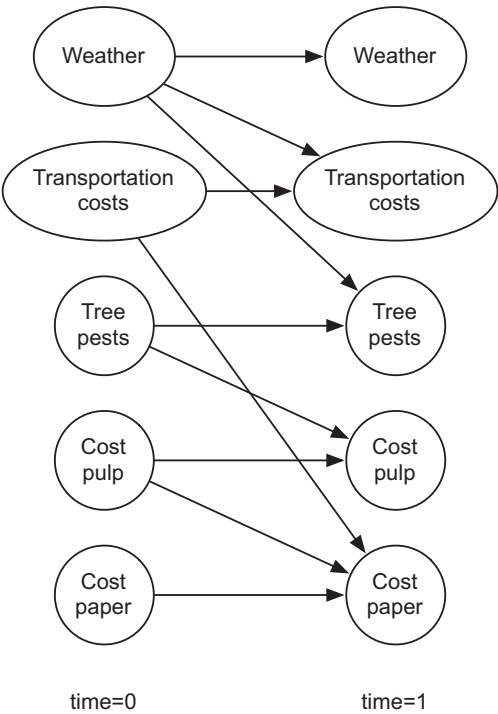 Weather
Weather
Transportation
costs
Transportation
costs
Tree
pests
Tree
pests
Cost
pulp
Cost
pulp
Cost
paper
Cost
paper
time=0
time=1